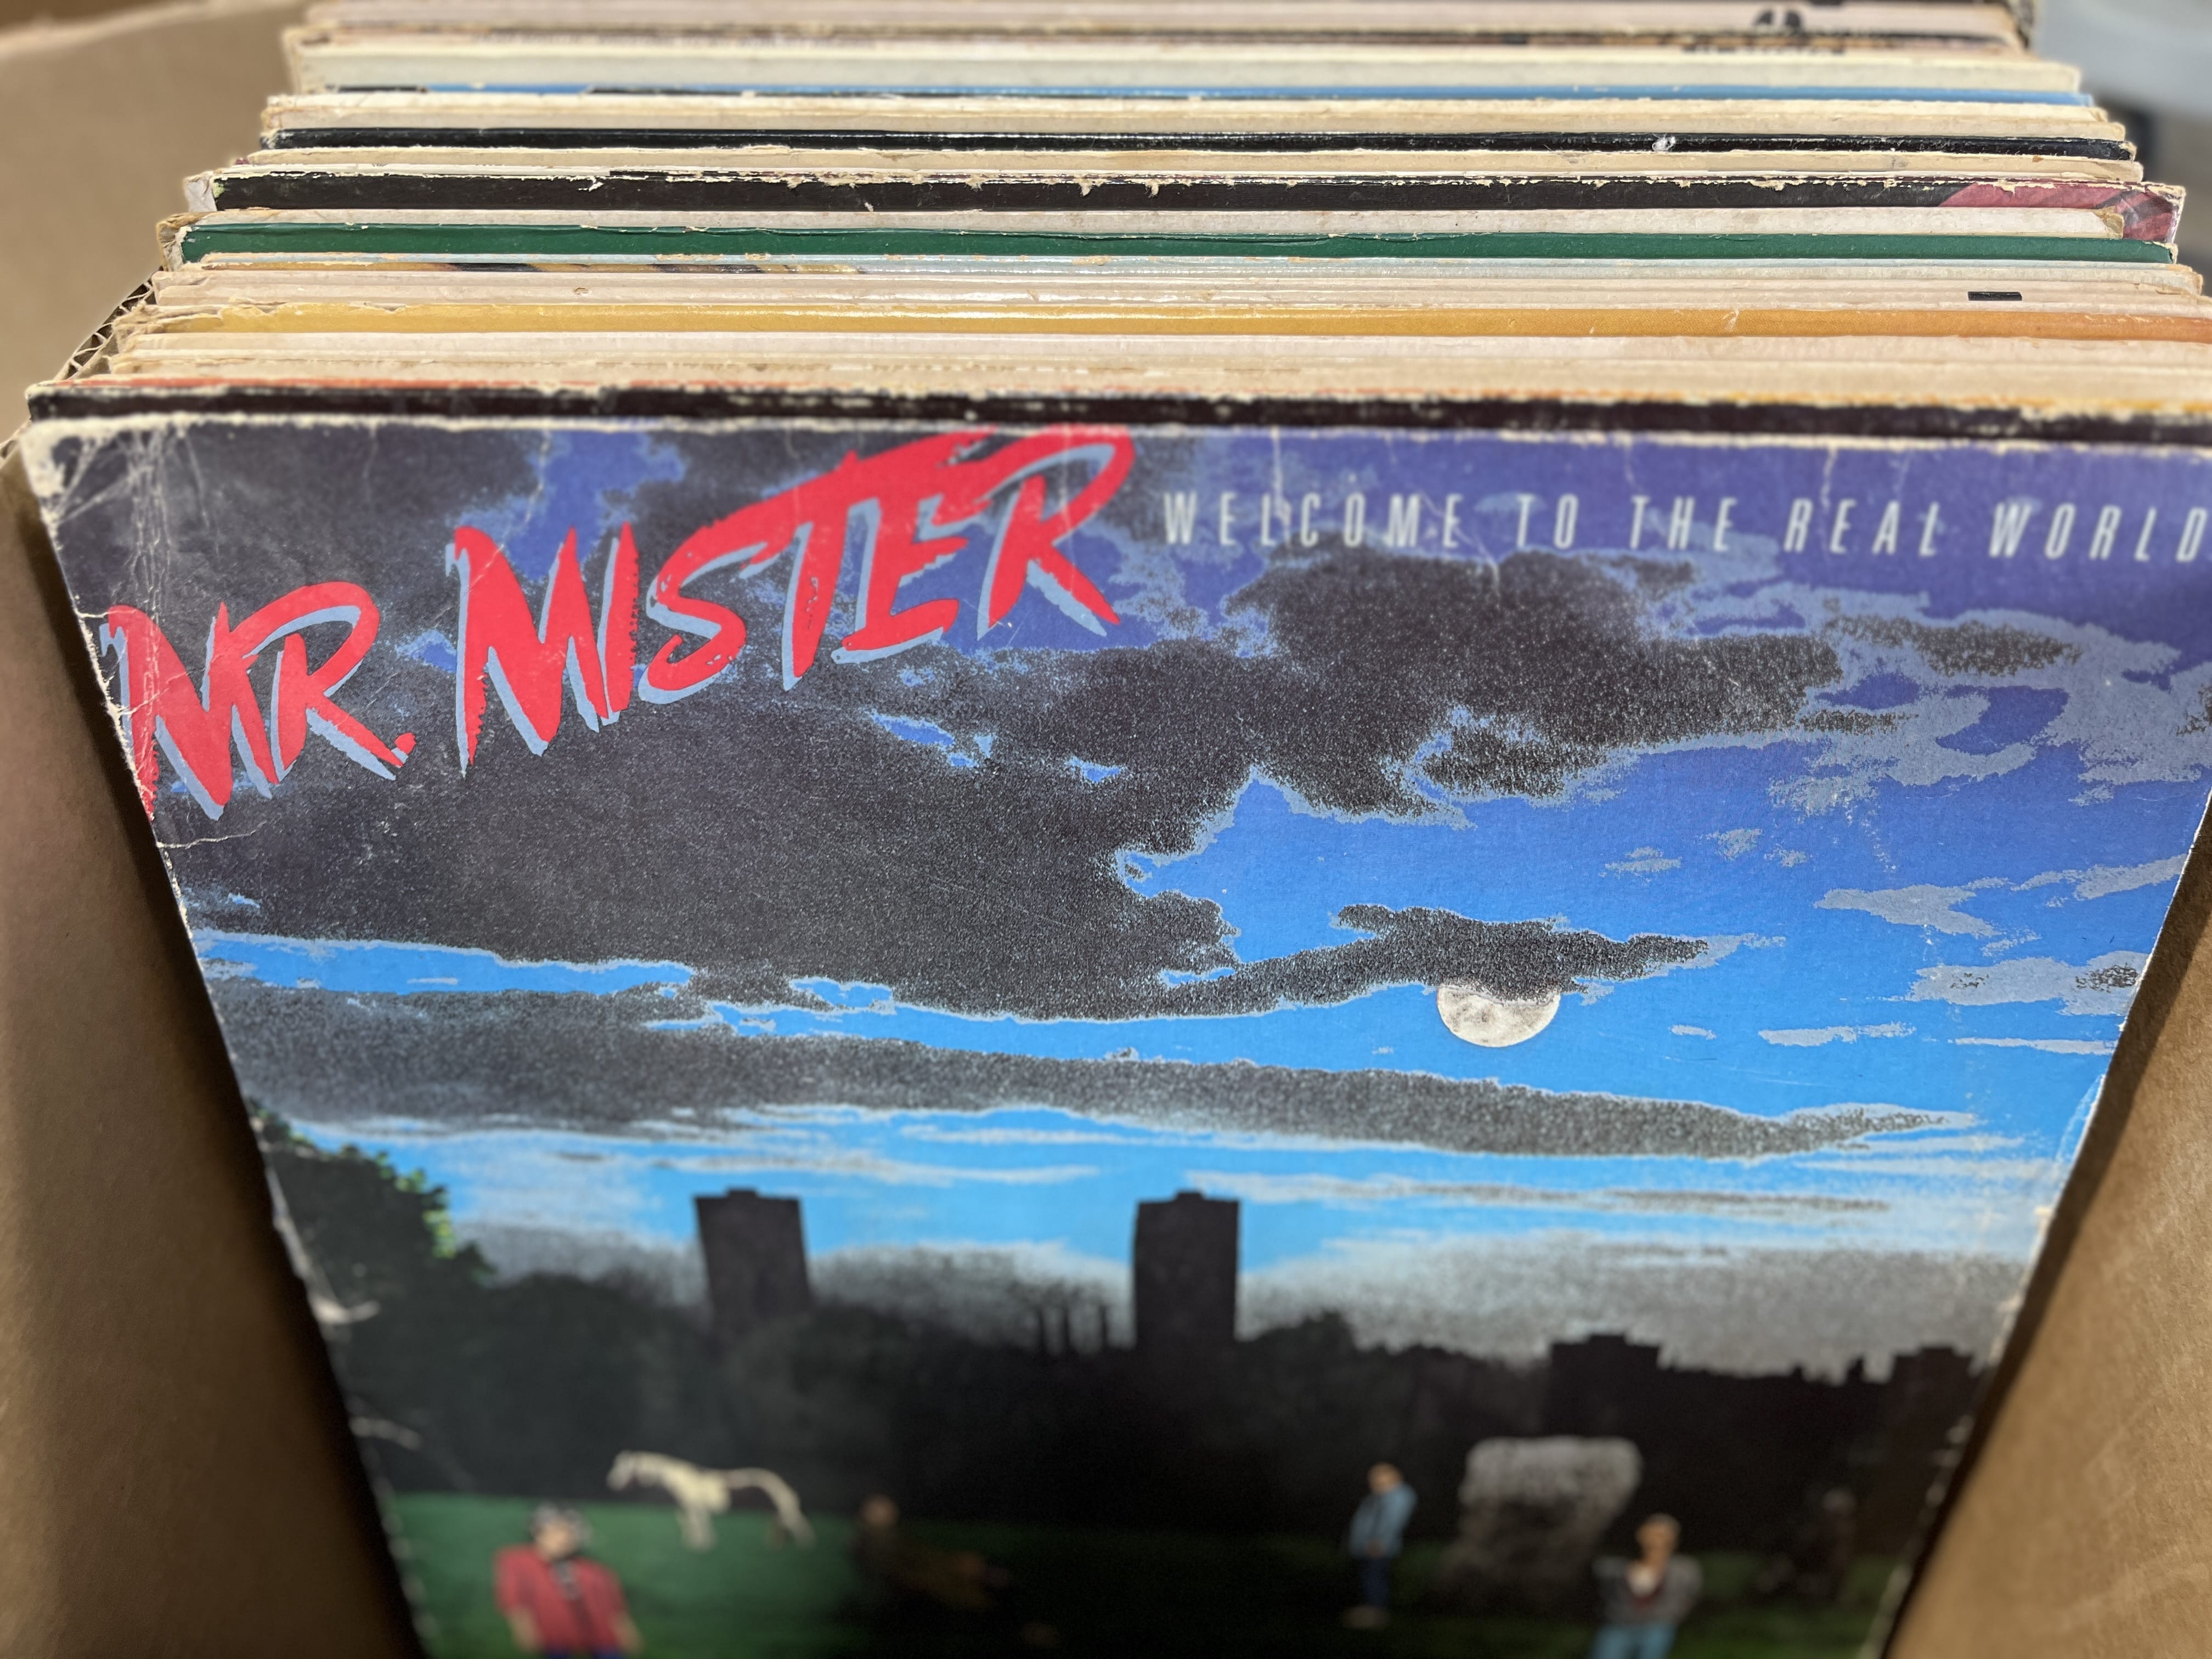 MR. MISTER
WELCOME TO THE REAL WORLD